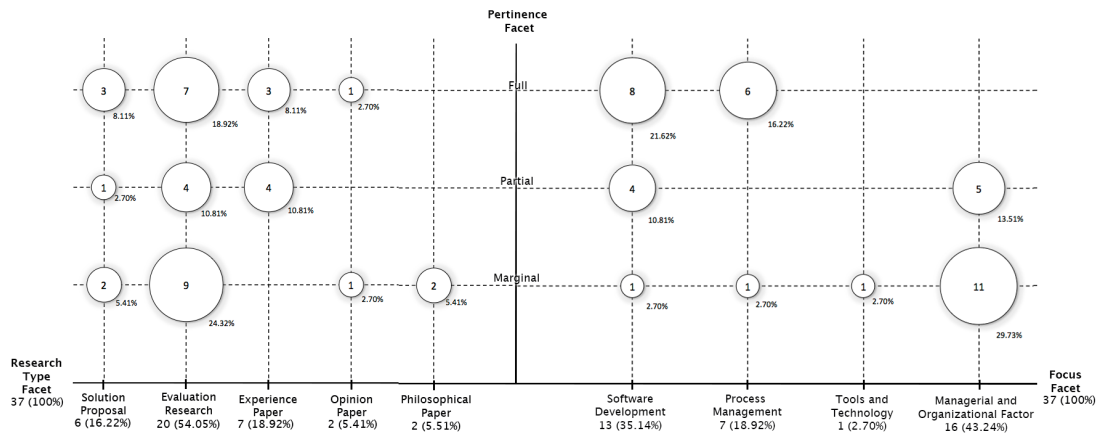 Pertinence
Facet
Full
3
7
3
1
8
6
8.11%
18.92%
8.11%
2.70%
21.62%
16.22%
Partial
1
4
4
4
5
2.70%
10.81%
10.81%
10.81%
13.51%
Marginal
2
9
1
2
1
1
1
11
5.41%
24.32%
2.70%
5.41%
2.70%
2.70%
2.70%
29.73%
Research
Type
Facet
37 (100%)
Solution
Proposal
6 (16.22%)
Evaluation
Research
20 (54.05%)
Experience
Paper
7 (18.92%)
Opinion
Paper
2 (5.41%)
Philosophical
Paper
2 (5.51%)
Software
Development
13 (35.14%)
Process
Management
7 (18.92%)
Tools and
Technology
1 (2.70%)
Managerial and
Organizational Factor
16 (43.24%)
Focus
Facet
37 (100%)